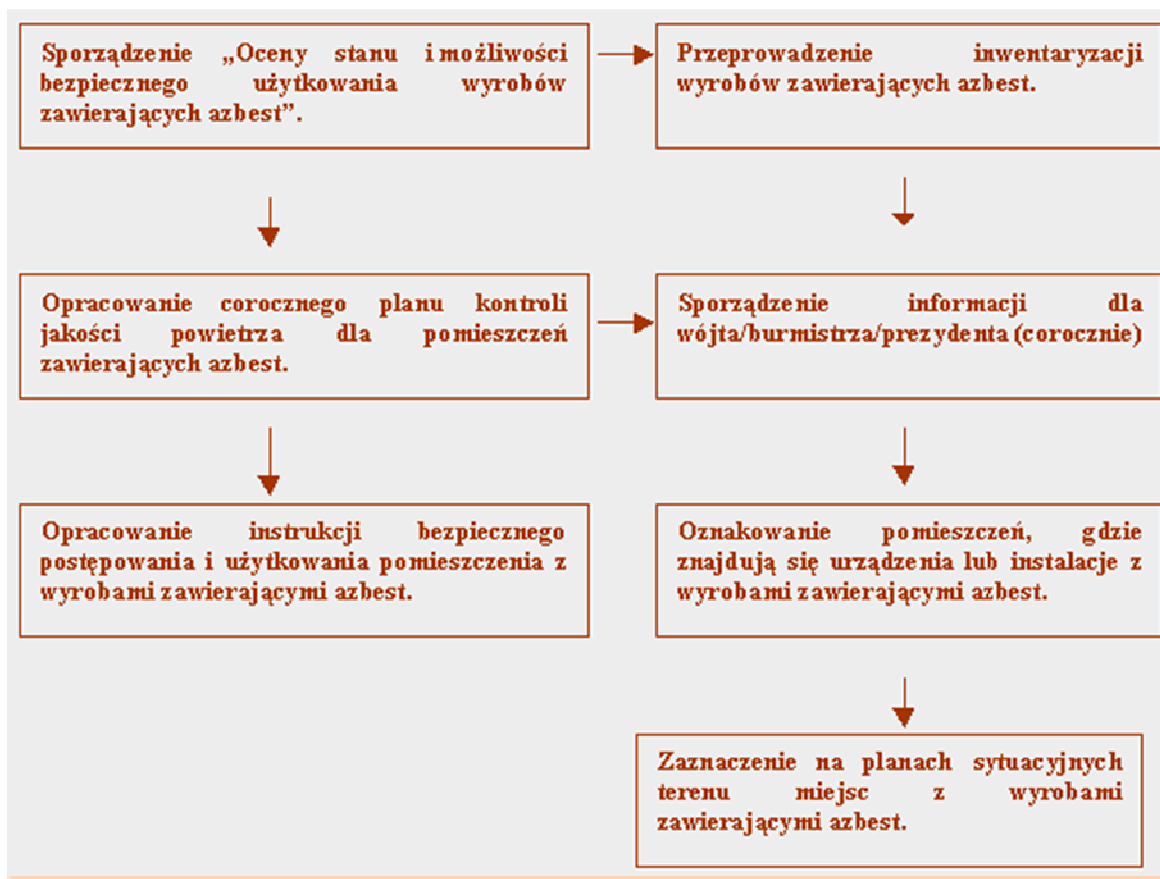 Sporządzenie „Oceny stanu i możliwości
bezpiecznego użytkowania wyrobów
zawierających azbest”.
Przeprowadzenie inwentaryzacji
wyrobów zawierających azbest.
Opracowanie corocznego planu kontroli
jakości powietrza dla pomieszczeń
zawierających azbest.
Sporządzenie informacji dla
wójta/burmistrza/prezydenta (corocznie)
Opracowanie instrukcji bezpiecznego
postępowania i użytkowania pomieszczenia z
wyrobami zawierającymi azbest.
Oznakowanie pomieszczeń, gdzie
znajdują się urządzenia lub instalacje z
wyrobami zawierającymi azbest.
Zaznaczenie na planach sytuacyjnych
terenu miejsc z wyrobami
zawierającymi azbest.